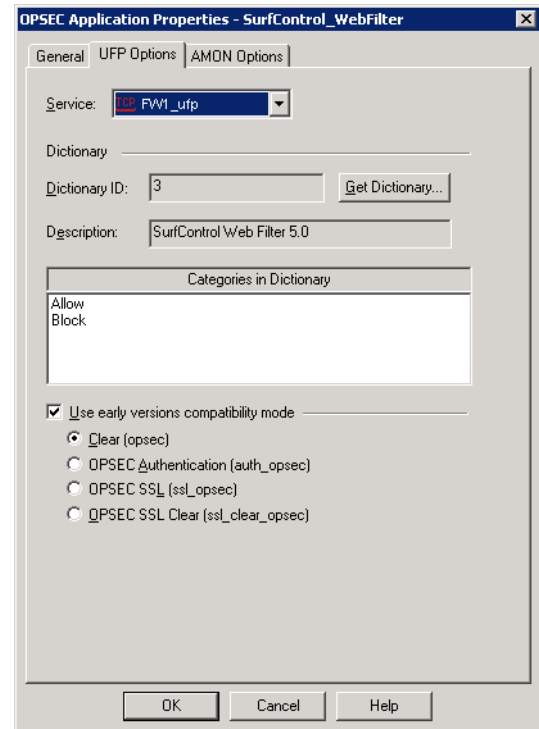 OPSEC Application Properties - SurfControl_WebFilter
General UFP Options AMON Options
Service: TCP FW1_ufp
Dictionary
Dictionary ID: 3 Get Dictionary...
Description: SurfControl Web Filter 5.0
Categories in Dictionary
Allow
Block
Use early versions compatibility mode
Clear (opsec)
OPSEC Authentication (auth_opsec)
OPSEC SSL (ssl_opsec)
OPSEC SSL Clear (ssl_clear_opsec)
OK Cancel Help